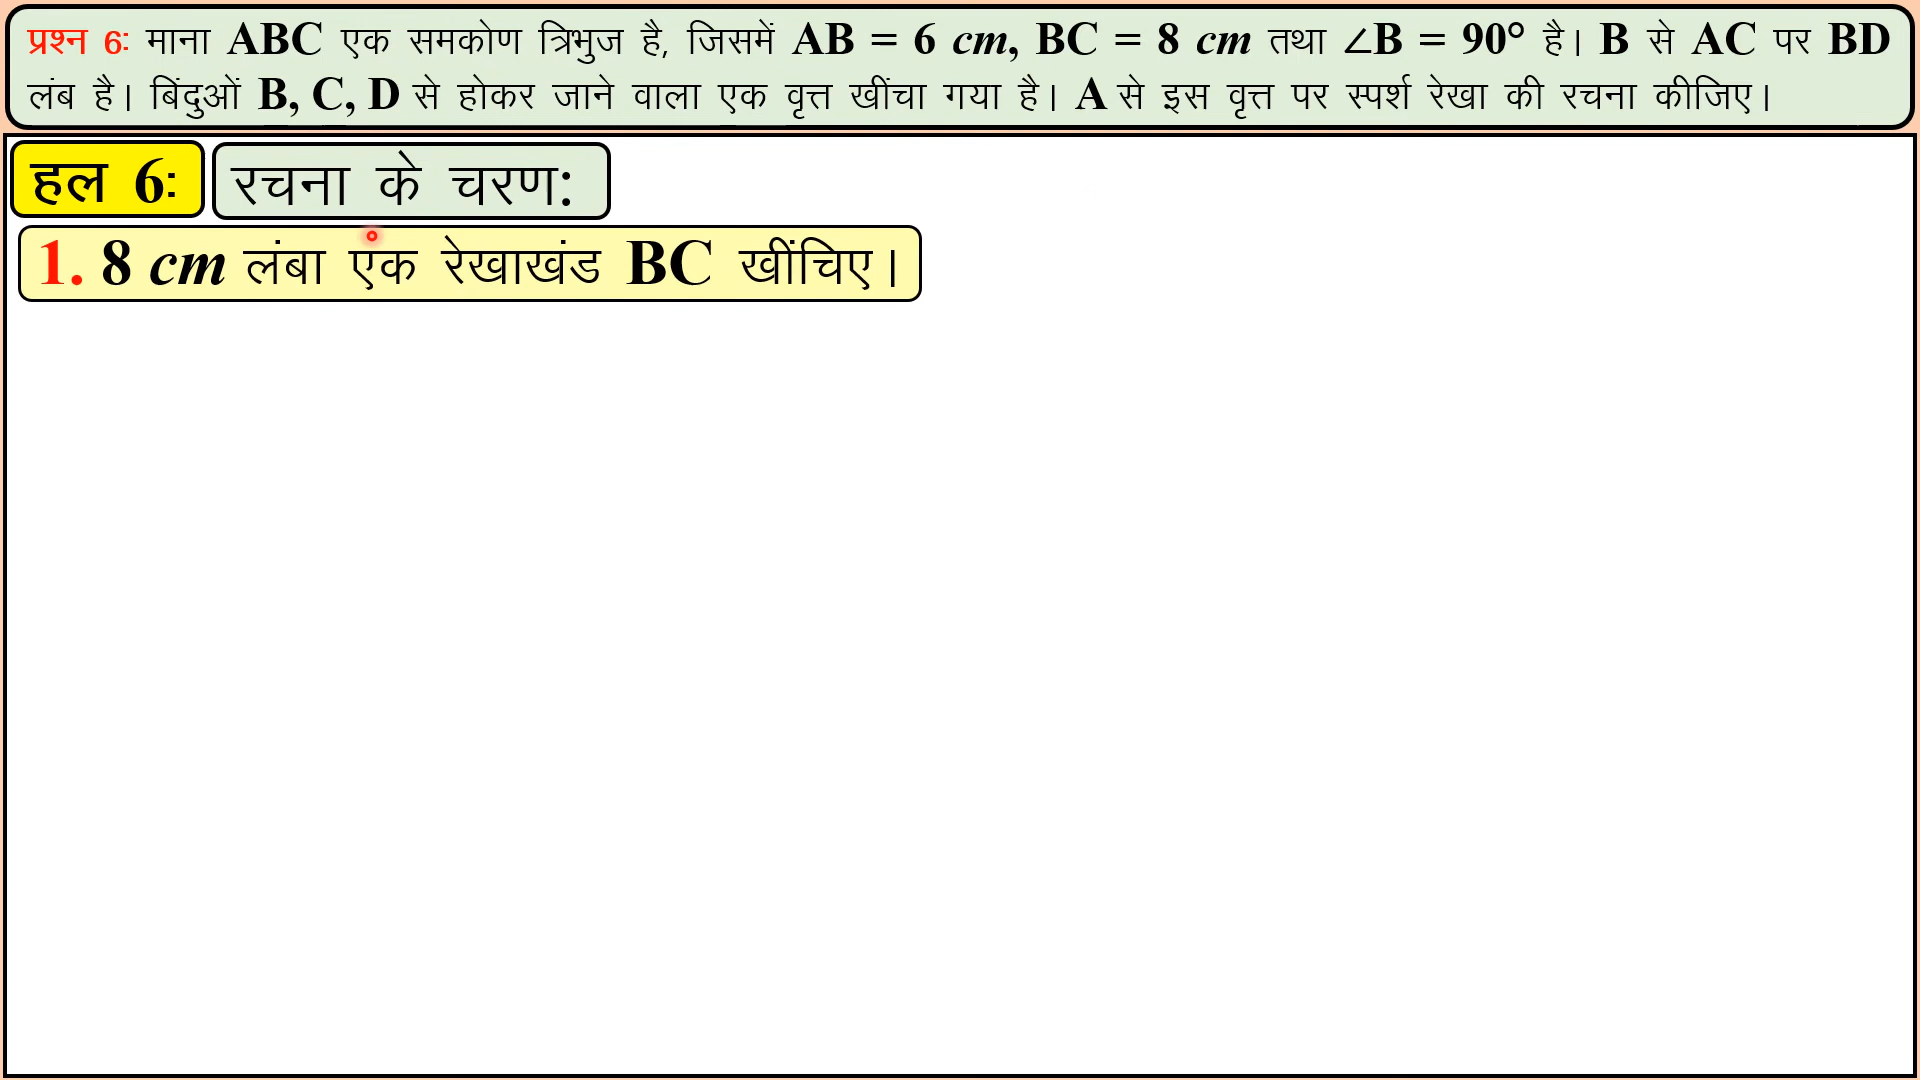 प्रश्न 6: माना ABC एक समकोण त्रिभुज है, जिसमें AB = 6 cm, BC = 8 cm तथा ∠B = 90° है। B से AC पर BD
लंब है। बिंदुओं B, C, D से होकर जाने वाला एक वृत्त खींचा गया है। A से इस वृत्त पर स्पर्श रेखा की रचना कीजिए।
हल 6: रचना के चरण:
1. 8 cm लंबा एक रेखाखंड BC खींचिए।